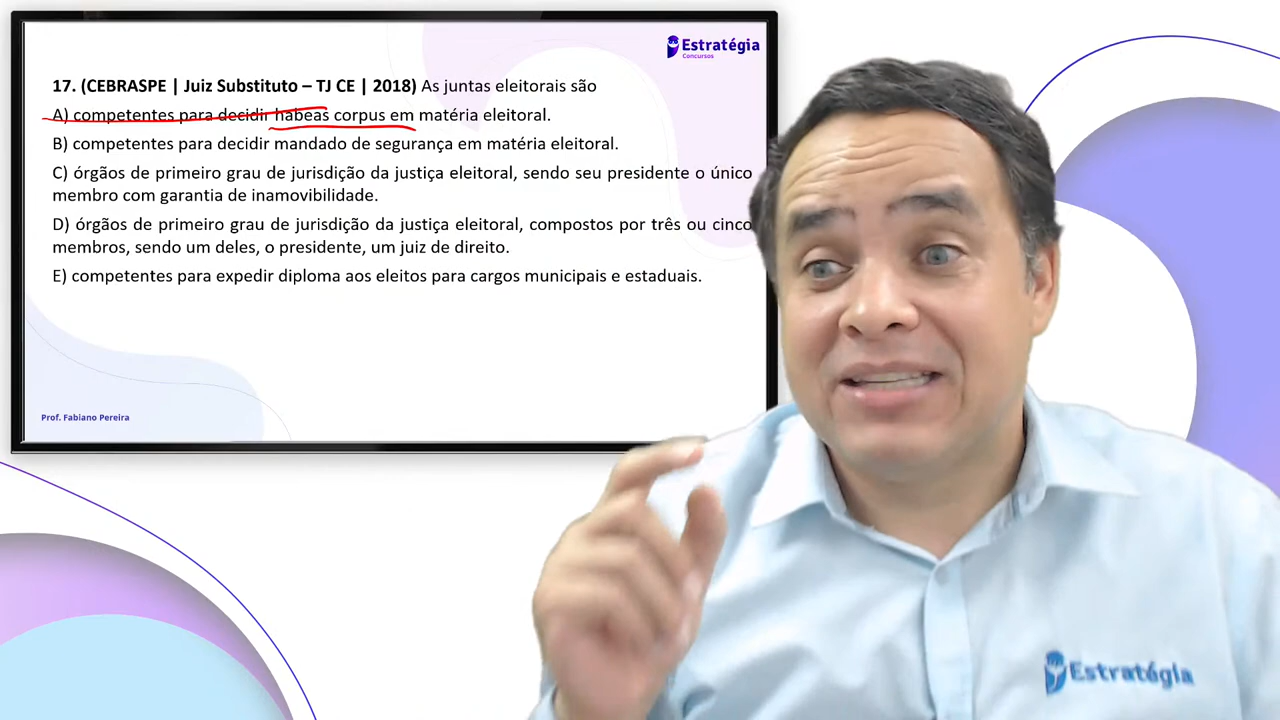 Estratégia
Concursos
17. (CEBRASPE | Juiz Substituto – TJ CE | 2018) As juntas eleitorais são
A) competentes para decidir habeas corpus em matéria eleitoral.
B) competentes para decidir mandado de segurança em matéria eleitoral.
C) órgãos de primeiro grau de jurisdição da justiça eleitoral, sendo seu presidente o único
membro com garantia de inamovibilidade.
D) órgãos de primeiro grau de jurisdição da justiça eleitoral, compostos por três ou cinco
membros, sendo um deles, o presidente, um juiz de direito.
E) competentes para expedir diploma aos eleitos para cargos municipais e estaduais.
Prof. Fabiano Pereira
Estratégia